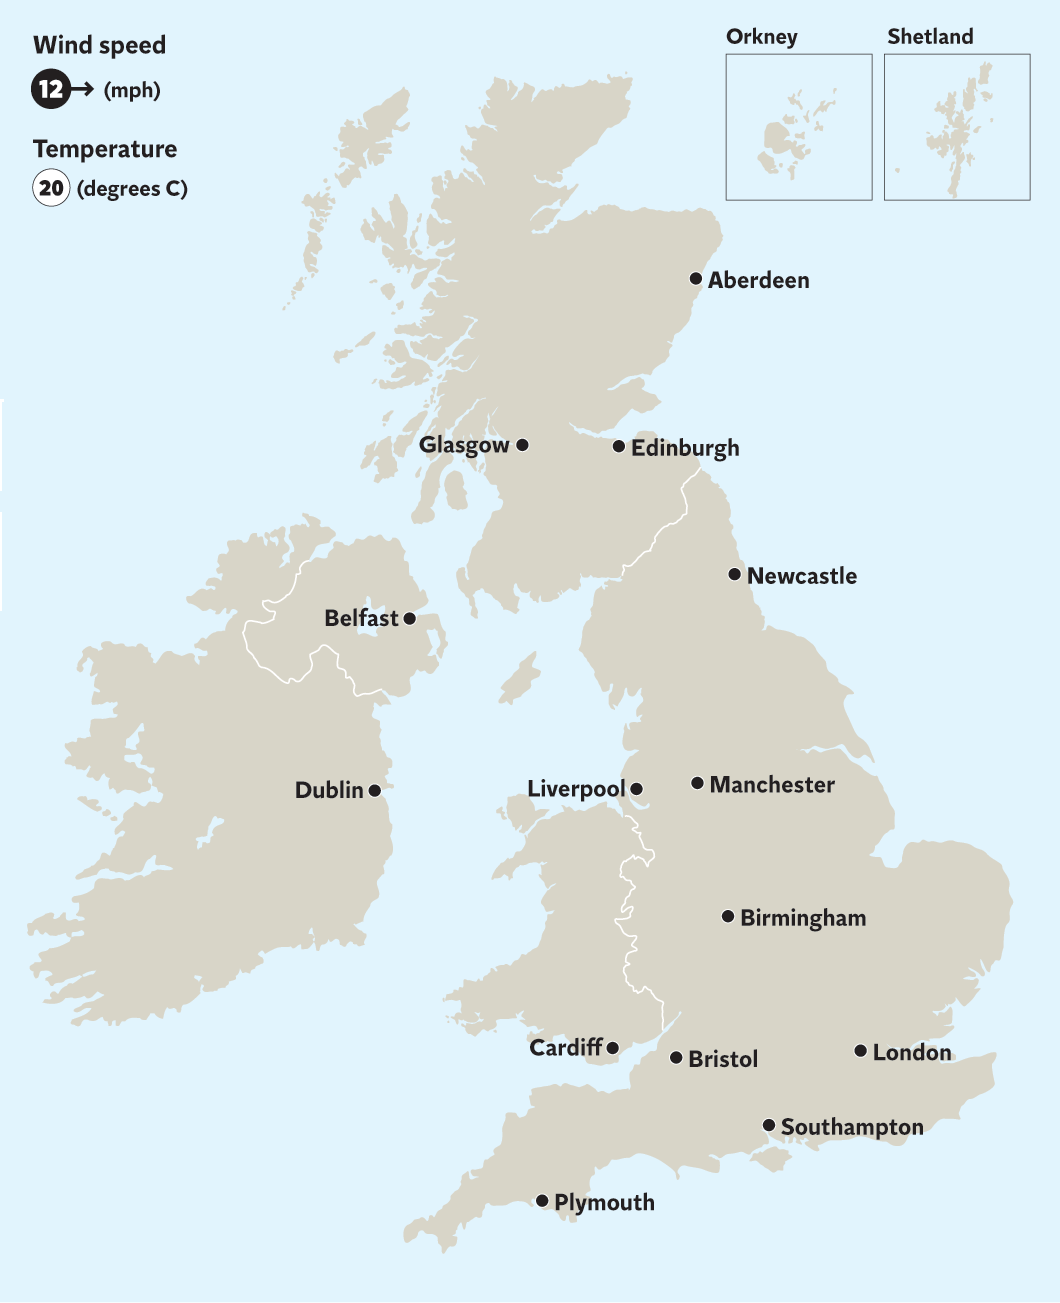 Wind speed
12 (mph)
Temperature
20 (degrees C)
Orkney
Shetland
Aberdeen
Glasgow
Edinburgh
Newcastle
Belfast
Dublin
Liverpool
Manchester
Birmingham
Cardiff
Bristol
London
Southampton
Plymouth